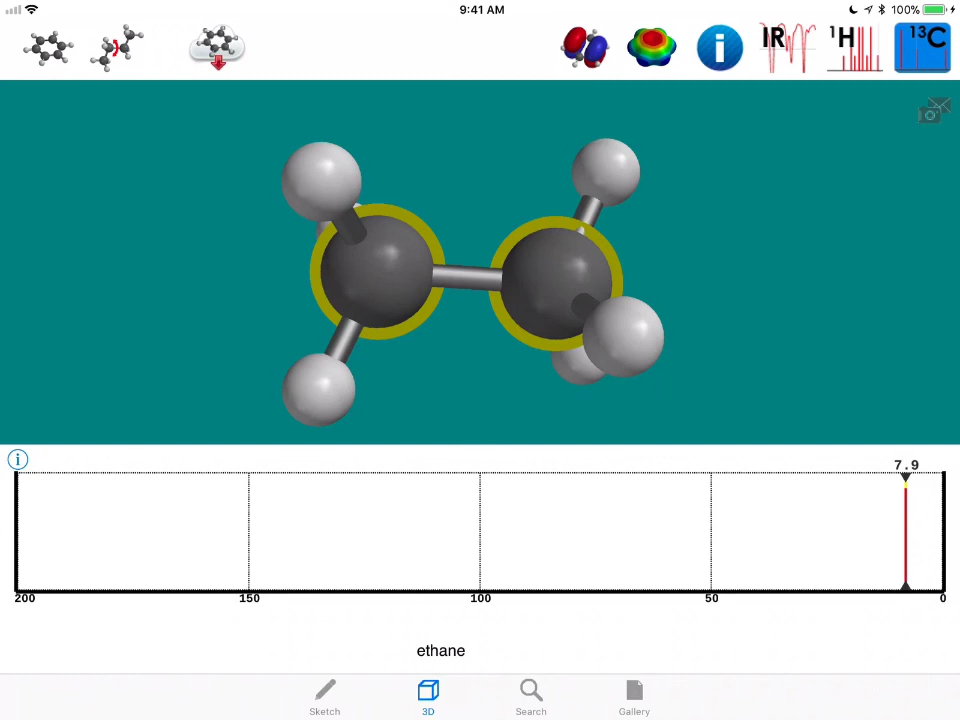 9:41 AM
100%
i
IR
1H
13C
i
7.9
200
150
100
50
0
ethane
Sketch
3D
Search
Gallery